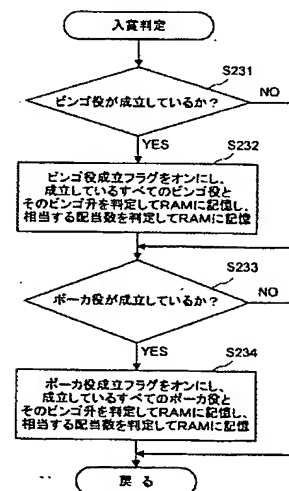 入賞判定
S231
ビンゴ役が成立しているか?
NO
YES
S232
ビンゴ役成立フラグをオンにし、
成立しているすべてのビンゴ役と
そのビンゴ升を判定してRAMに記憶し、
相当する配当数を判定してRAMに記憶
S233
ポーカ役が成立しているか?
NO
YES
S234
ポーカ役成立フラグをオンにし、
成立しているすべてのポーカ役と
そのビンゴ升を判定してRAMに記憶し、
相当する配当数を判定してRAMに記憶
戻る